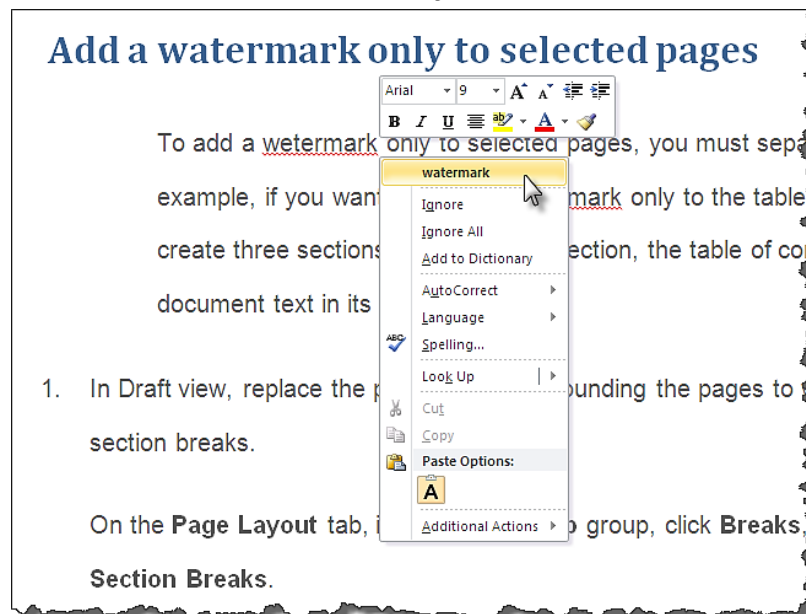 Add a watermark only to selected pages
Arial 9
B I U
To add a wetermark only to selected pages, you must sepa
watermark
example, if you wan mark only to the table
Ignore
Ignore All
create three sections ection, the table of co
Add to Dictionary
AutoCorrect
document text in its
Language
Spelling...
Look Up
1. In Draft view, replace the p ounding the pages to
Cut
Copy
section breaks.
Paste Options:
A
Additional Actions
On the Page Layout tab, i group, click Breaks,
Section Breaks.